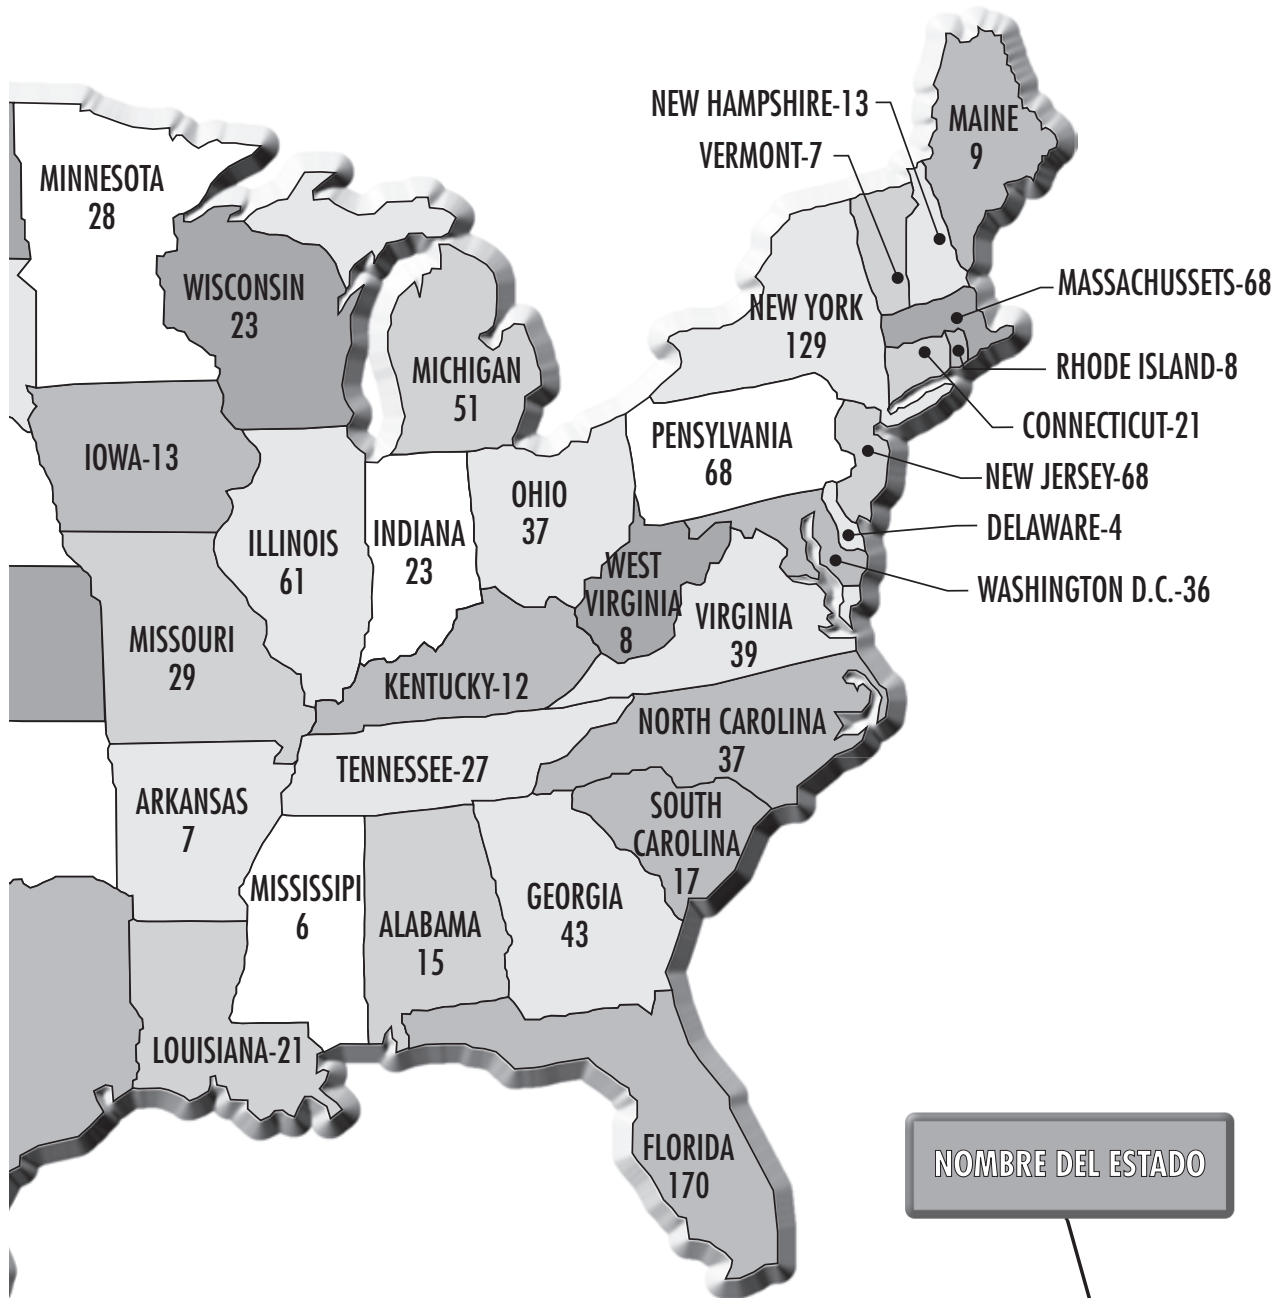 NEW HAMPSHIRE-13
MAINE
9
VERMONT-7
MINNESOTA
28
WISCONSIN
23
MASSACHUSSETS-68
NEW YORK
129
MICHIGAN
51
RHODE ISLAND-8
CONNECTICUT-21
PENSYLVANIA
68
IOWA-13
NEW JERSEY-68
OHIO
37
DELAWARE-4
INDIANA
23
ILLINOIS
61
WEST
VIRGINIA
8
WASHINGTON D.C.-36
VIRGINIA
39
MISSOURI
29
KENTUCKY-12
NORTH CAROLINA
37
TENNESSEE-27
ARKANSAS
7
SOUTH
CAROLINA
17
MISSISSIPI
6
GEORGIA
43
ALABAMA
15
LOUISIANA-21
FLORIDA
170
NOMBRE DEL ESTADO